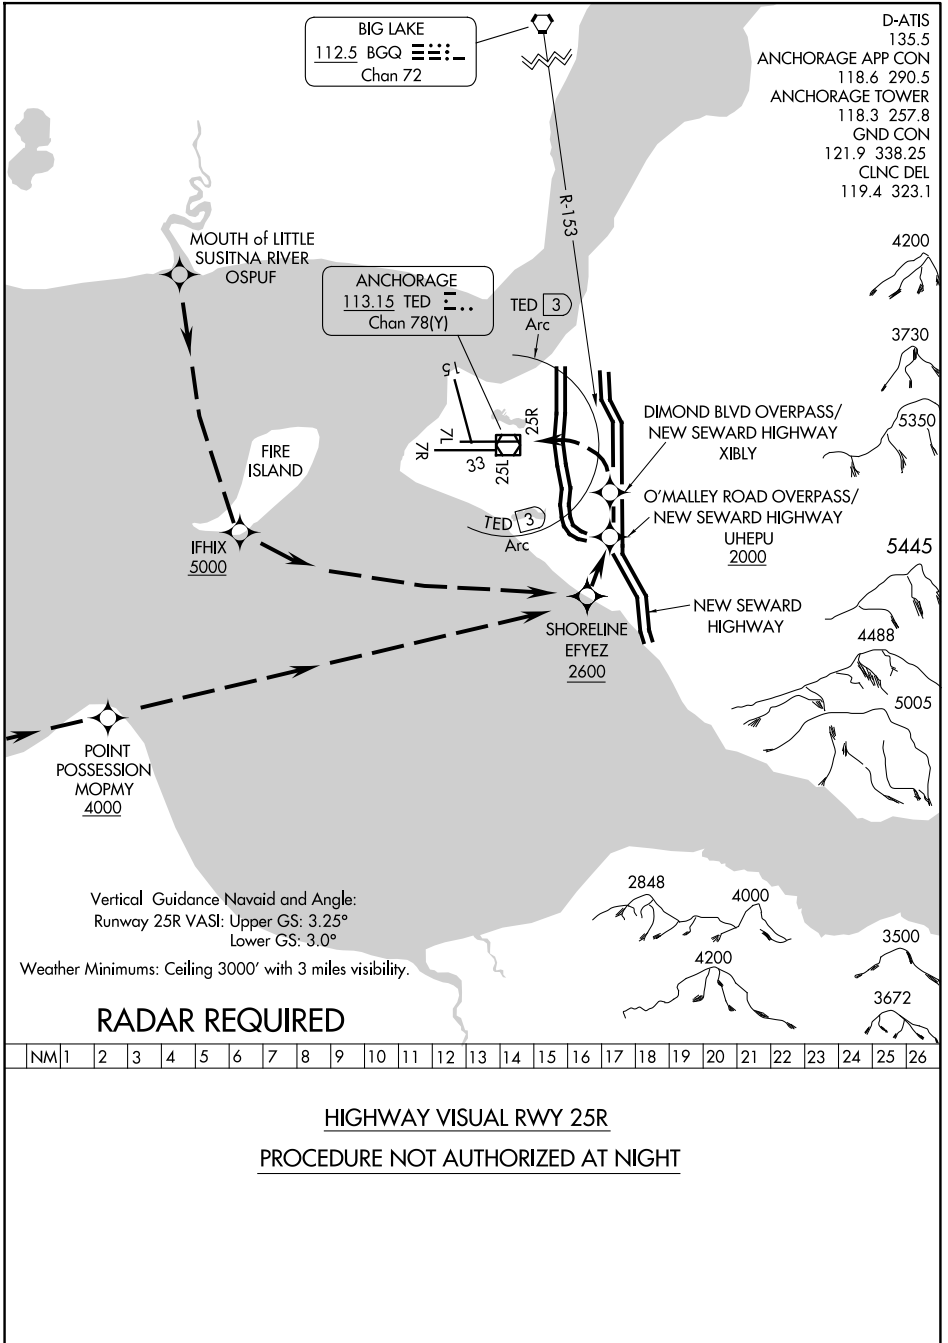 BIG LAKE
112.5 BGQ
Chan 72
D-ATIS
135.5
ANCHORAGE APP CON
118.6 290.5
ANCHORAGE TOWER
118.3 257.8
GND CON
121.9 338.25
CLNC DEL
119.4 323.1
R-153
MOUTH of LITTLE
SUSITNA RIVER
OSPUF
4200
ANCHORAGE
113.15 TED
Chan 78(Y)
TED 3
Arc
3730
15
7L
7R
33
25L
25R
5350
DIMOND BLVD OVERPASS/
NEW SEWARD HIGHWAY
XIBLY
FIRE
ISLAND
O'MALLEY ROAD OVERPASS/
NEW SEWARD HIGHWAY
UHEPU
2000
TED 3
Arc
IFHIX
5000
5445
NEW SEWARD
HIGHWAY
SHORELINE
EFYEZ
2600
4488
5005
POINT
POSSESSION
MOPMY
4000
Vertical Guidance Navaid and Angle:
Runway 25R VASI: Upper GS: 3.25°
Lower GS: 3.0°
Weather Minimums: Ceiling 3000' with 3 miles visibility.
2848
4000
4200
3500
3672
RADAR REQUIRED
NM 1 2 3 4 5 6 7 8 9 10 11 12 13 14 15 16 17 18 19 20 21 22 23 24 25 26
HIGHWAY VISUAL RWY 25R
PROCEDURE NOT AUTHORIZED AT NIGHT